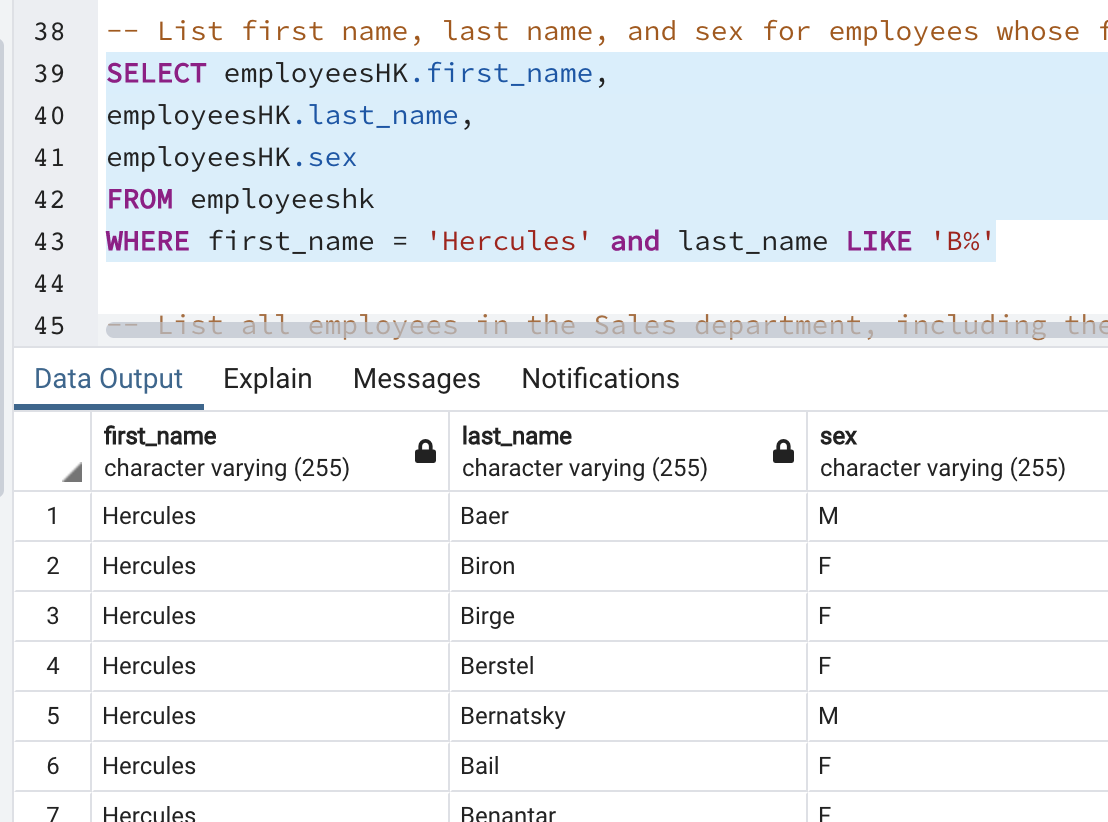 38 -- List first name, last name, and sex for employees whose
39 SELECT employeesHK.first_name,
40 employeesHK.last_name,
41 employeesHK.sex
42 FROM employeeshk
43 WHERE first_name = 'Hercules' and last_name LIKE 'B%'
44
45 -- List all employees in the Sales department, including the
Data Output Explain Messages Notifications
first_name last_name sex
character varying (255) character varying (255) character varying (255)
1 Hercules Baer M
2 Hercules Biron F
3 Hercules Birge F
4 Hercules Berstel F
5 Hercules Bernatsky M
6 Hercules Bail F
7 Hercules Benantar F